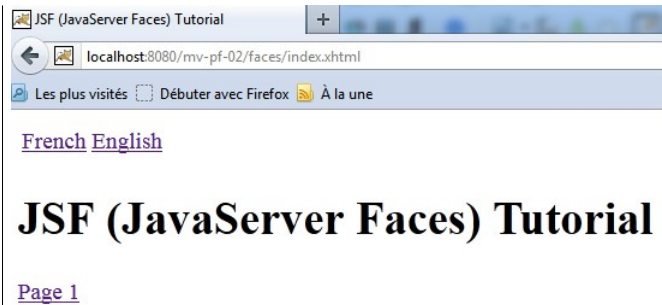 JSF (JavaServer Faces) Tutorial
localhost:8080/mv-pf-02/faces/index.xhtml
Les plus visités Débuter avec Firefox À la une
French English
JSF (JavaServer Faces) Tutorial
Page 1